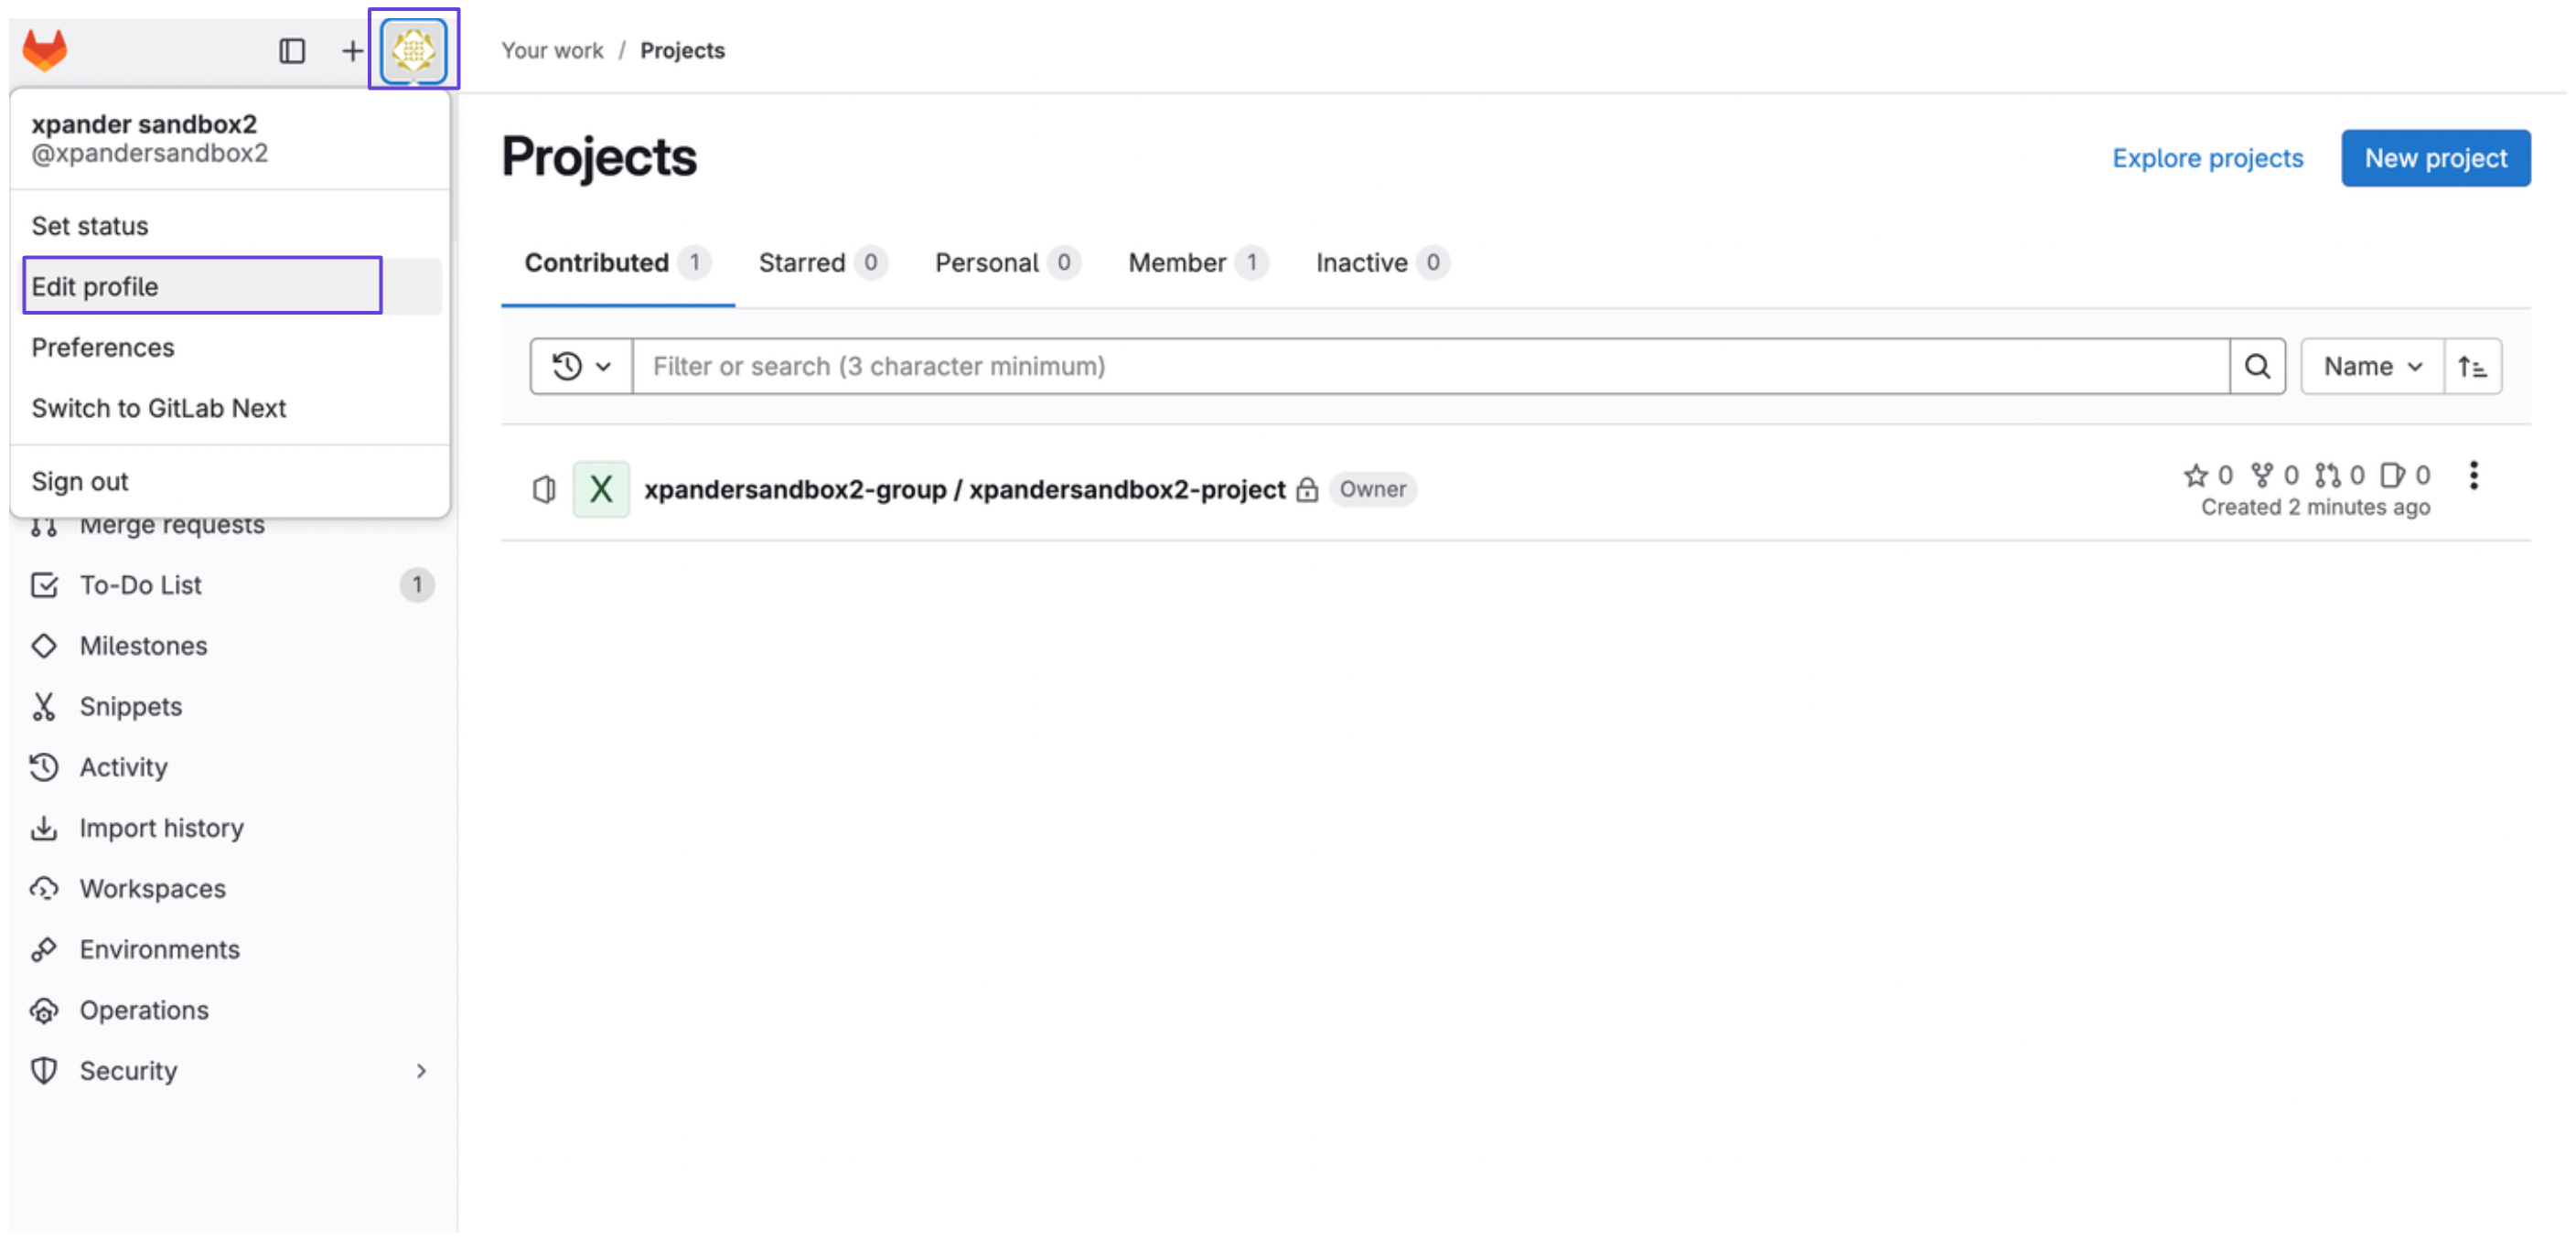 Your work / Projects
xpander sandbox2
@xpandersandbox2
Set status
Edit profile
Preferences
Switch to GitLab Next
Sign out
Merge requests
To-Do List 1
Milestones
Snippets
Activity
Import history
Workspaces
Environments
Operations
Security
Projects
Explore projects
New project
Contributed 1 Starred 0 Personal 0 Member 1 Inactive 0
Filter or search (3 character minimum)
Name
X
xpandersandbox2-group / xpandersandbox2-project Owner
0 0 0 0
Created 2 minutes ago